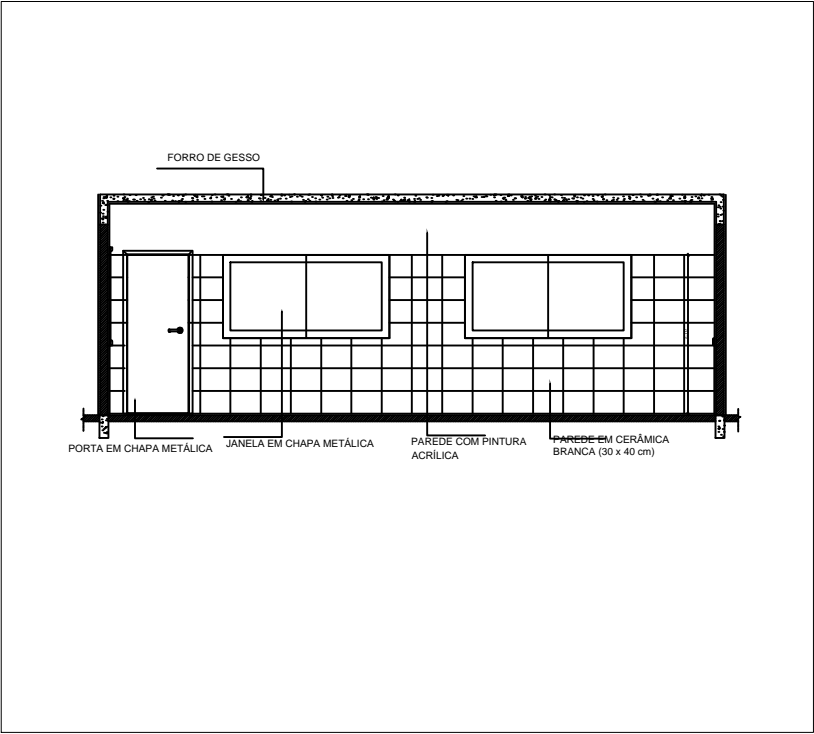 FORRO DE GESSO
PORTA EM CHAPA METÁLICA
JANELA EM CHAPA METÁLICA
PAREDE COM PINTURA
ACRÍLICA
PAREDE EM CERÂMICA
BRANCA (30 x 40 cm)